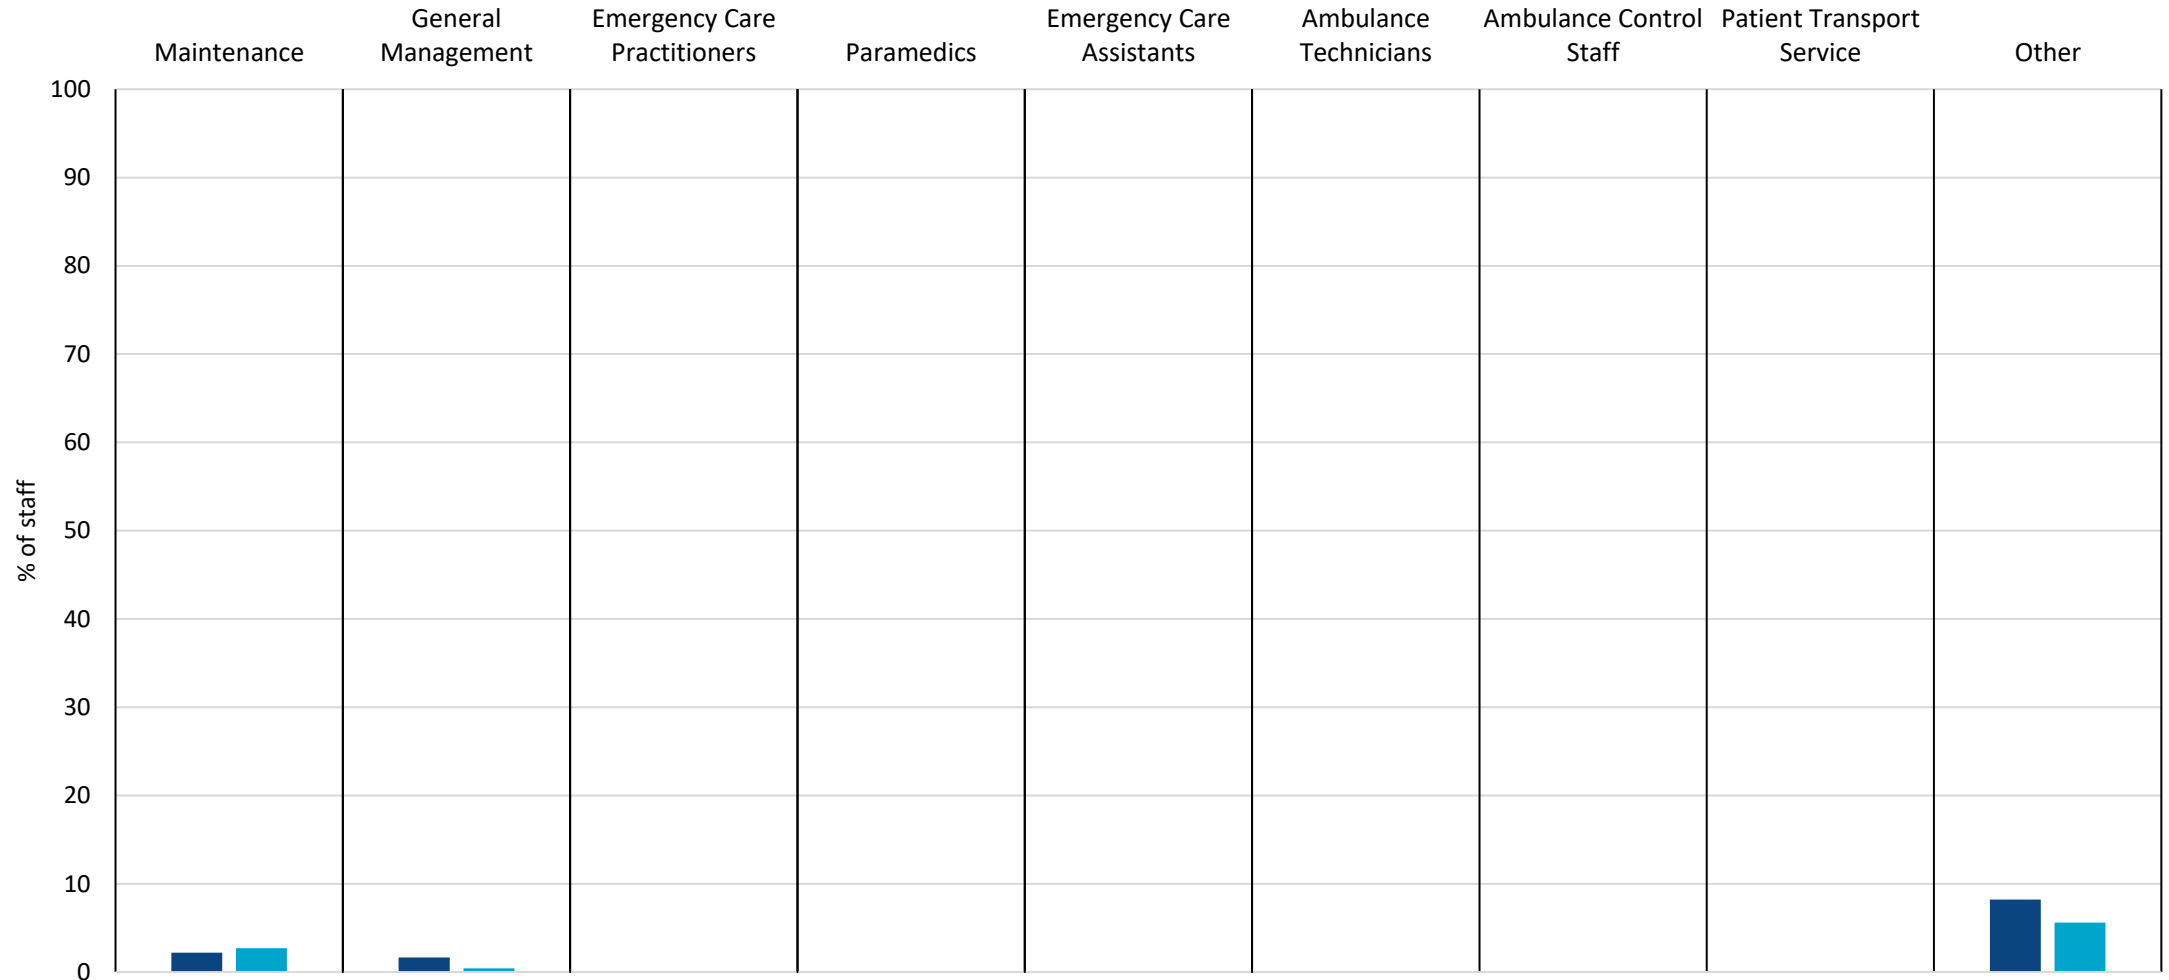 Maintenance
General
Management
Emergency Care
Practitioners
Paramedics
Emergency Care
Assistants
Ambulance
Technicians
Ambulance Control
Staff
Patient Transport
Service
Other
100
90
80
70
60
50
40
30
20
10
0
% of staff